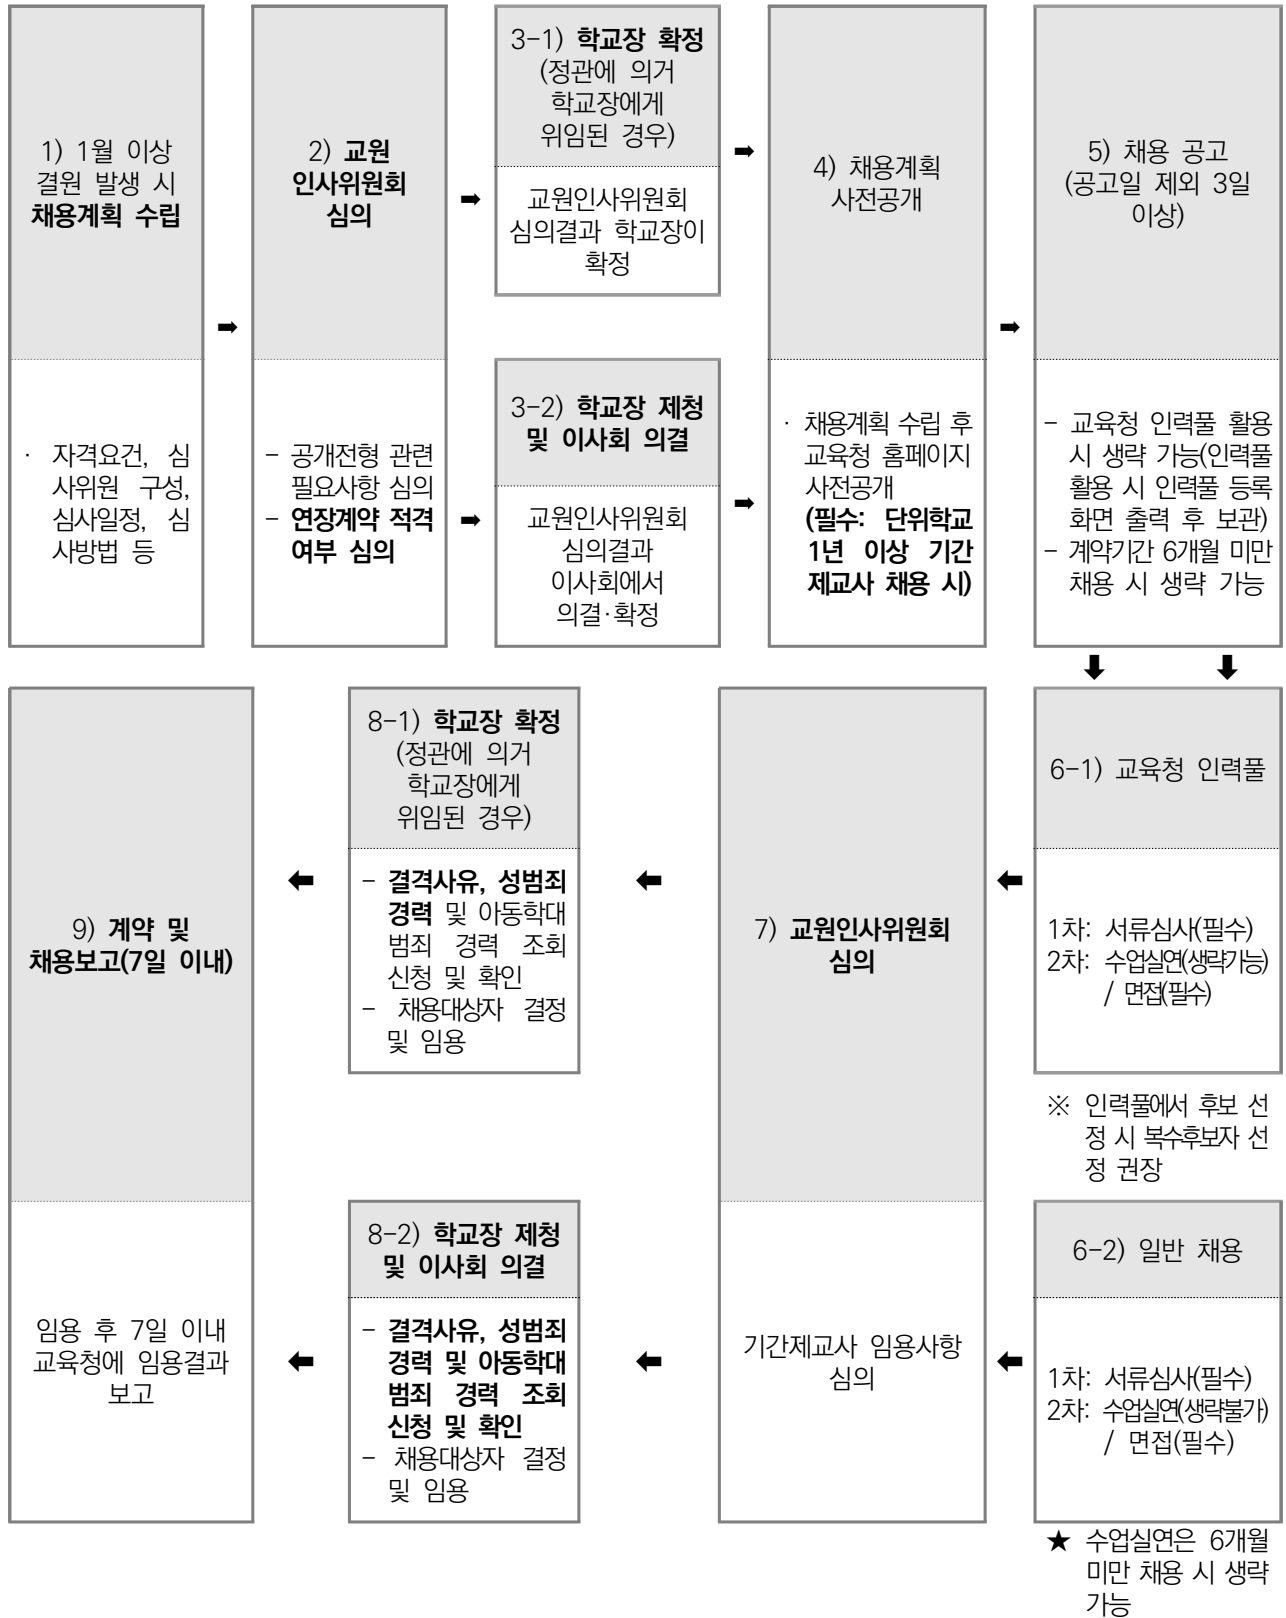 1) 1월 이상
결원 발생 시
채용계획 수립
· 자격요건, 심
사위원 구성,
심사일정, 심
사방법 등
➡
2) 교원
인사위원회
심의
- 공개전형 관련
필요사항 심의
- 연장계약 적격
여부 심의
➡
➡
3-1) 학교장 확정
(정관에 의거
학교장에게
위임된 경우)
교원인사위원회
심의결과 학교장이
확정
3-2) 학교장 제청
및 이사회 의결
교원인사위원회
심의결과
이사회에서
의결·확정
➡
➡
4) 채용계획
사전공개
· 채용계획 수립 후
교육청 홈페이지
사전공개
(필수: 단위학교
1년 이상 기간
제교사 채용 시)
➡
5) 채용 공고
(공고일 제외 3일
이상)
- 교육청 인력풀 활용
시 생략 가능(인력풀
활용 시 인력풀 등록
화면 출력 후 보관)
- 계약기간 6개월 미만
채용 시 생략 가능
⬇ ⬇
6-1) 교육청 인력풀
1차: 서류심사(필수)
2차: 수업실연(생략가능)
/ 면접(필수)
※ 인력풀에서 후보 선
정 시 복수후보자 선
정 권장
6-2) 일반 채용
1차: 서류심사(필수)
2차: 수업실연(생략불가)
/ 면접(필수)
★ 수업실연은 6개월
미만 채용 시 생략
가능
⬅
⬅
7) 교원인사위원회
심의
기간제교사 임용사항
심의
⬅
⬅
8-1) 학교장 확정
(정관에 의거
학교장에게
위임된 경우)
- 결격사유, 성범죄
경력 및 아동학대
범죄 경력 조회
신청 및 확인
- 채용대상자 결정
및 임용
8-2) 학교장 제청
및 이사회 의결
- 결격사유, 성범죄
경력 및 아동학대
범죄 경력 조회
신청 및 확인
- 채용대상자 결정
및 임용
⬅
⬅
9) 계약 및
채용보고(7일 이내)
임용 후 7일 이내
교육청에 임용결과
보고